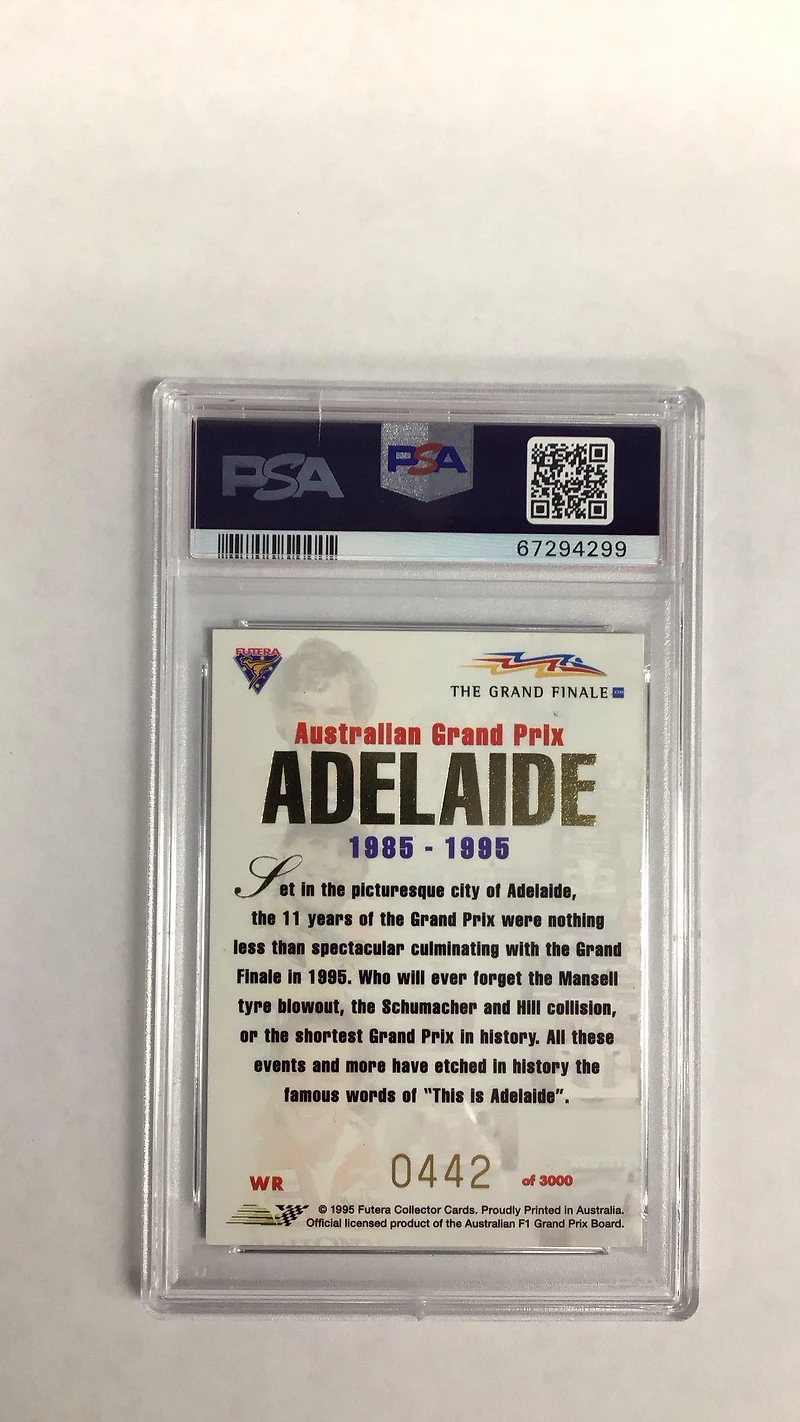 PSA
PSA
67294299
FUTERA
THE GRAND FINALE
Australian Grand Prix
ADELAIDE
1985 - 1995
Set in the picturesque city of Adelaide,
the 11 years of the Grand Prix were nothing
less than spectacular culminating with the Grand
Finale in 1995. Who will ever forget the Mansell
tyre blowout, the Schumacher and Hill collision,
or the shortest Grand Prix in history. All these
events and more have etched in history the
famous words of "This is Adelaide".
WR 0442 of 3000
© 1995 Futera Collector Cards. Proudly Printed in Australia.
Official licensed product of the Australian F1 Grand Prix Board.